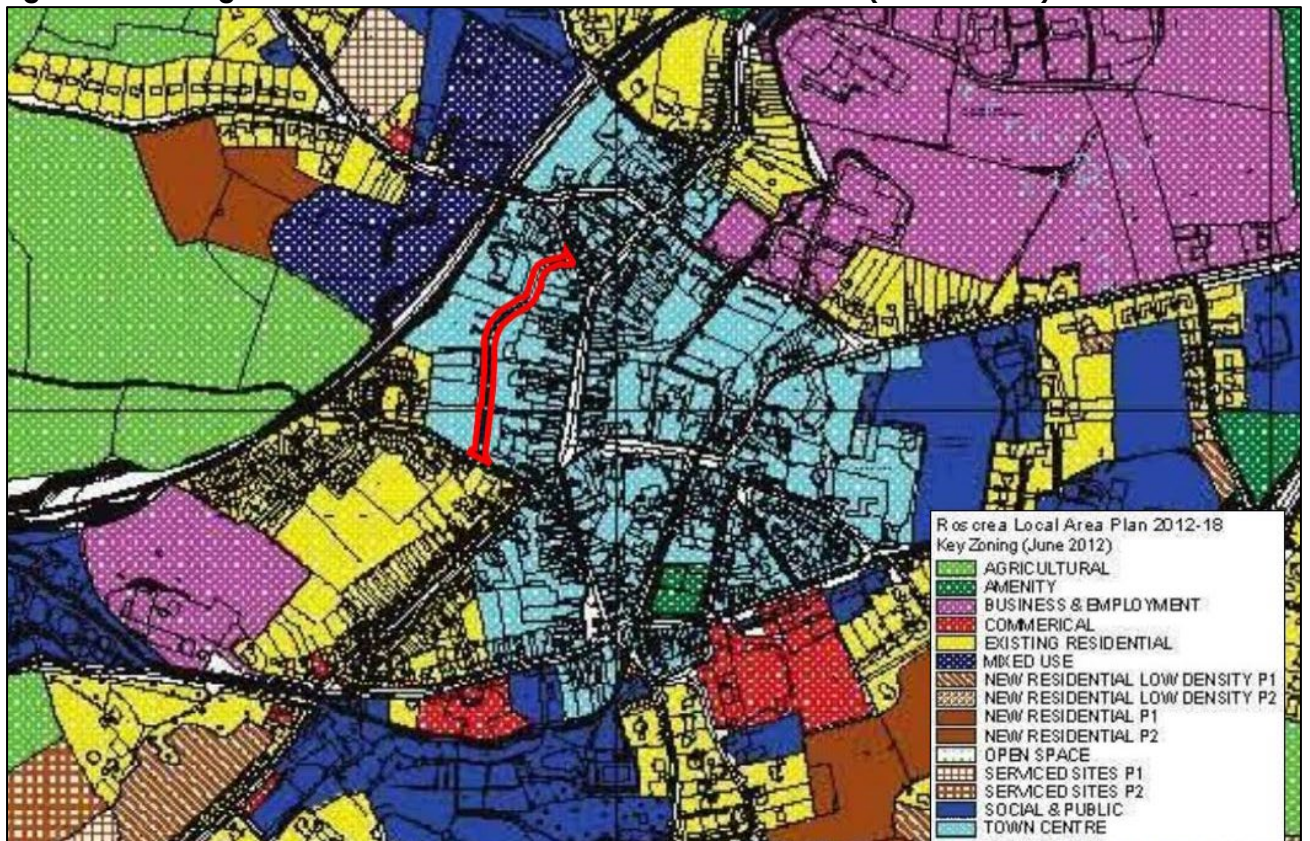 Roscrea Local Area Plan 2012-18
Key Zoning (June 2012)
AGRICULTURAL
AMENITY
BUSINESS & EMPLOYMENT
COMMERICAL
EXISTING RESIDENTIAL
MIXED USE
NEW RESIDENTIAL LOW DENSITY P1
NEW RESIDENTIAL LOW DENSITY P2
NEW RESIDENTIAL P1
NEW RESIDENTIAL P2
OPEN SPACE
SERVICED SITES P1
SERVICED SITES P2
SOCIAL & PUBLIC
TOWN CENTRE